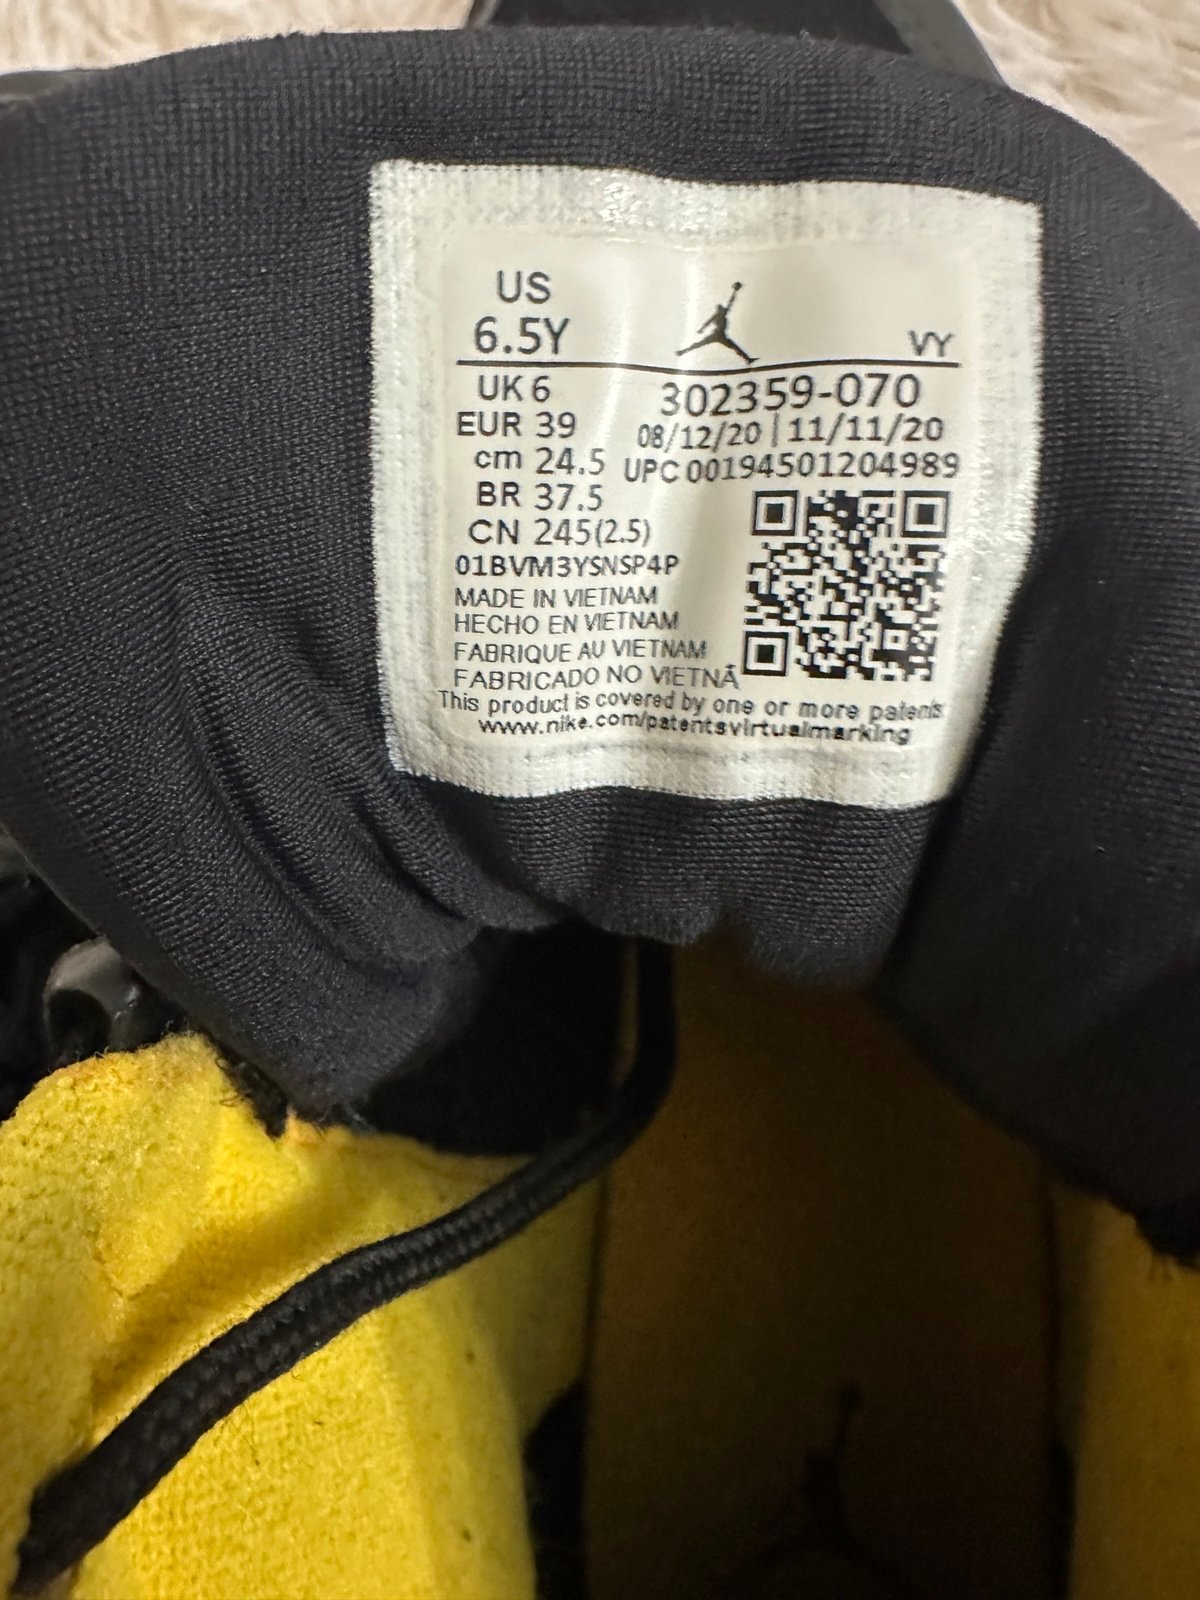 US
6.5Y
VY
UK 6
302359-070
EUR 39
08/12/20 | 11/11/20
cm 24.5
UPC 00194501204989
BR 37.5
CN 245(2.5)
01BVM3YSNSP4P
MADE IN VIETNAM
HECHO EN VIETNAM
FABRIQUE AU VIETNAM
FABRICADO NO VIETNÃ
This product is covered by one or more patents
www.nike.com/patentsvirtualmarking